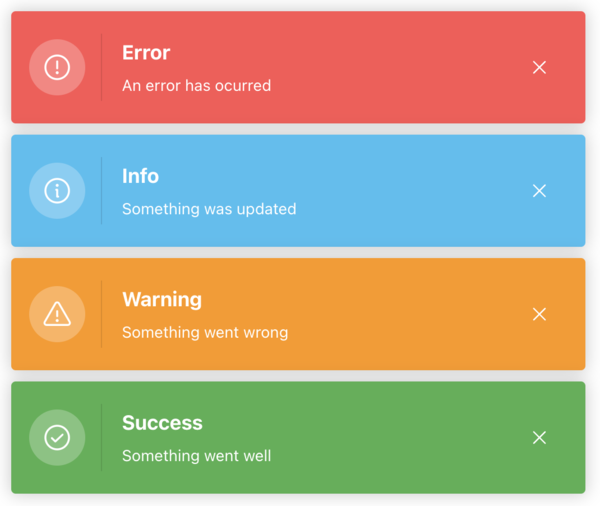 Error
An error has ocurred
Info
Something was updated
Warning
Something went wrong
Success
Something went well